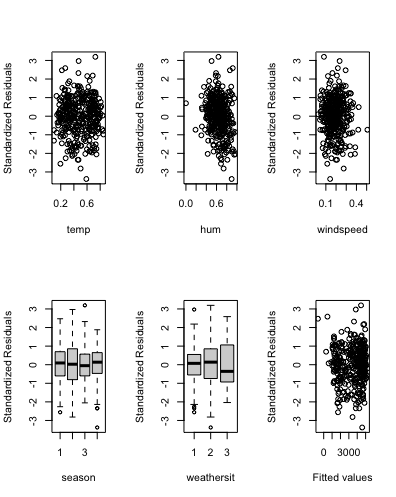 Standardized Residuals
-3 -2 -1 0 1 2 3
0.2 0.6
temp
Standardized Residuals
-3 -2 -1 0 1 2 3
0.0 0.6
hum
Standardized Residuals
-3 -2 -1 0 1 2 3
0.1 0.4
windspeed
Standardized Residuals
-3 -2 -1 0 1 2 3
1 3
season
Standardized Residuals
-3 -2 -1 0 1 2 3
1 2 3
weathersit
Standardized Residuals
-3 -2 -1 0 1 2 3
0 3000
Fitted values